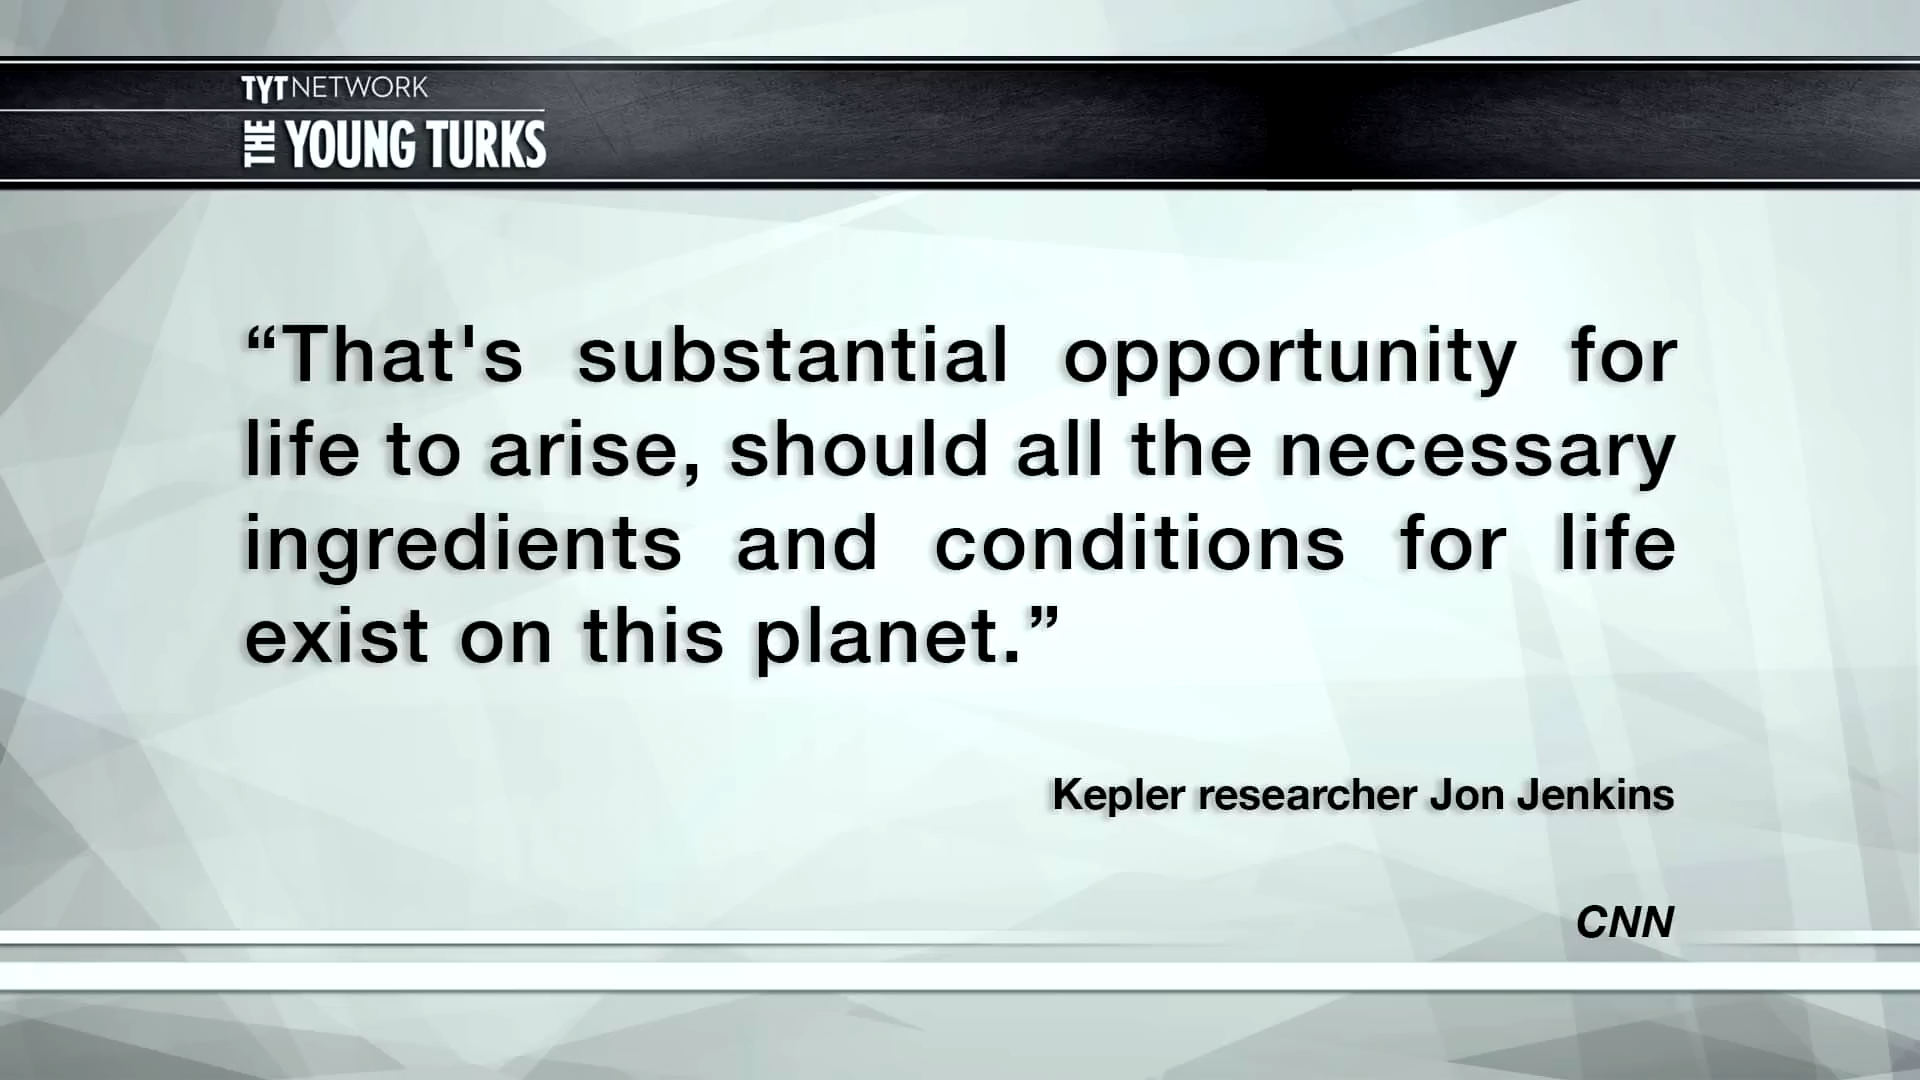 TYT NETWORK
THE YOUNG TURKS
“That's substantial opportunity for
life to arise, should all the necessary
ingredients and conditions for life
exist on this planet.”
Kepler researcher Jon Jenkins
CNN